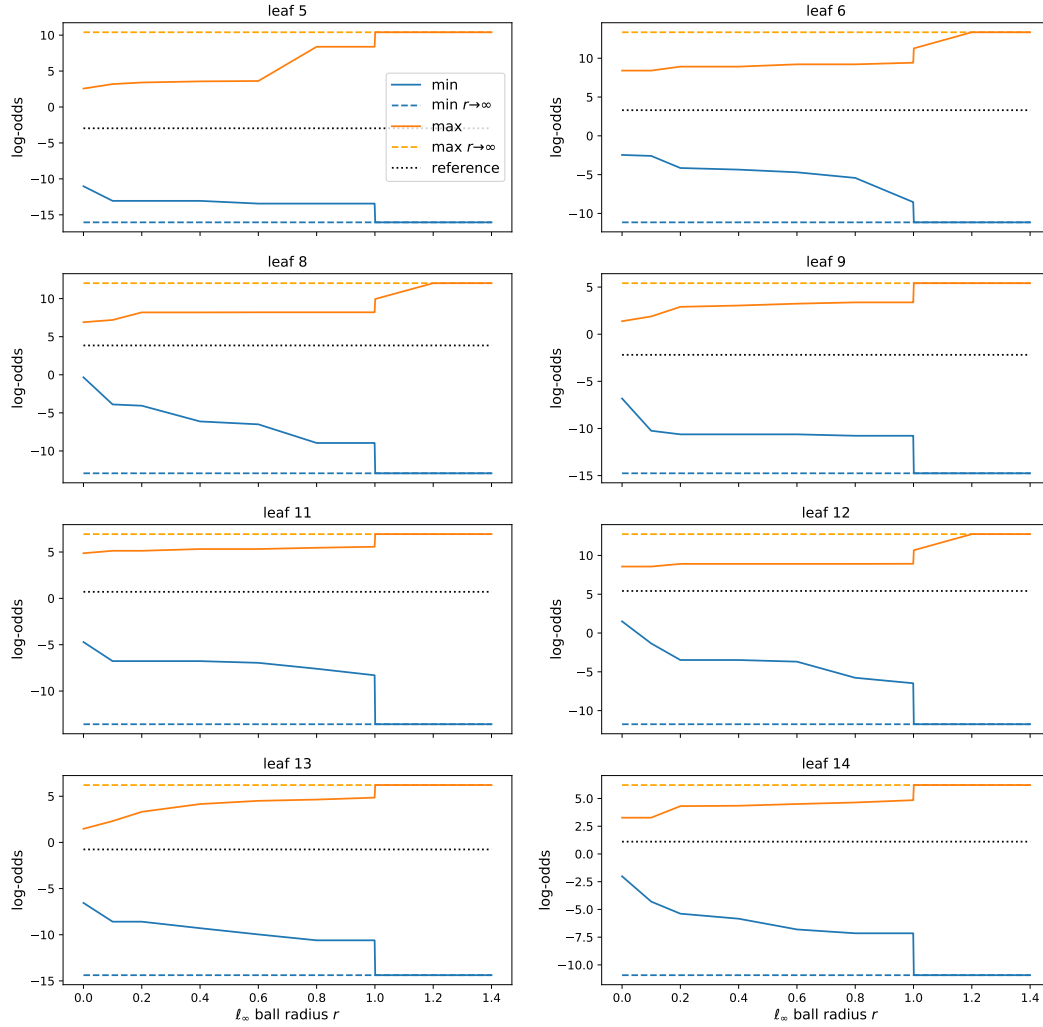 leaf 5
log-odds
10
5
0
−5
−10
−15
min
min r→∞
max
max r→∞
reference
leaf 6
log-odds
10
5
0
−5
−10
leaf 8
log-odds
10
5
0
−5
−10
leaf 9
log-odds
5
0
−5
−10
−15
leaf 11
log-odds
5
0
−5
−10
leaf 12
log-odds
10
5
0
−5
−10
leaf 13
log-odds
5
0
−5
−10
−15
0.0 0.2 0.4 0.6 0.8 1.0 1.2 1.4
ℓ∞ ball radius r
leaf 14
log-odds
5.0
2.5
0.0
−2.5
−5.0
−7.5
−10.0
0.0 0.2 0.4 0.6 0.8 1.0 1.2 1.4
ℓ∞ ball radius r